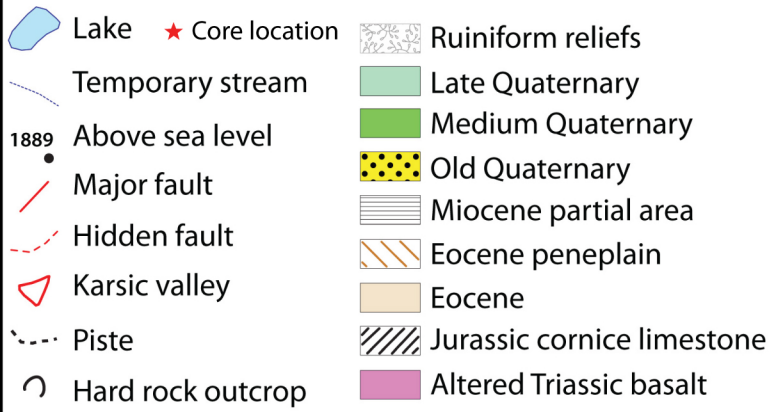 Lake
Core location
Temporary stream
1889
Above sea level
Major fault
Hidden fault
Karsic valley
Piste
Hard rock outcrop
Ruiniform reliefs
Late Quaternary
Medium Quaternary
Old Quaternary
Miocene partial area
Eocene peneplain
Eocene
Jurassic cornice limestone
Altered Triassic basalt